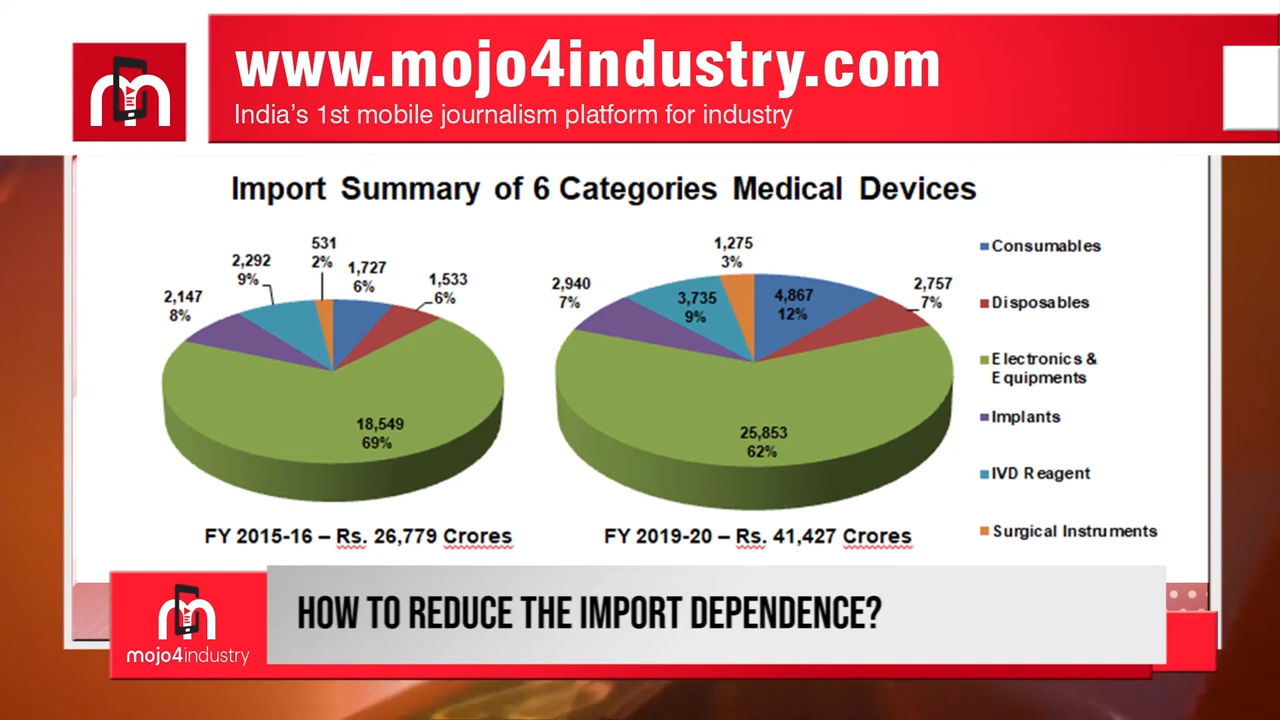 www.mojo4industry.com
India's 1st mobile journalism platform for industry
Import Summary of 6 Categories Medical Devices
531
2%
2,292
9%
1,727
6%
1,533
6%
2,147
8%
18,549
69%
FY 2015-16 – Rs. 26,779 Crores
1,275
3%
2,940
7%
3,735
9%
4,867
12%
2,757
7%
25,853
62%
FY 2019-20 – Rs. 41,427 Crores
Consumables
Disposables
Electronics &
Equipments
Implants
IVD Reagent
Surgical Instruments
HOW TO REDUCE THE IMPORT DEPENDENCE?
mojo4industry